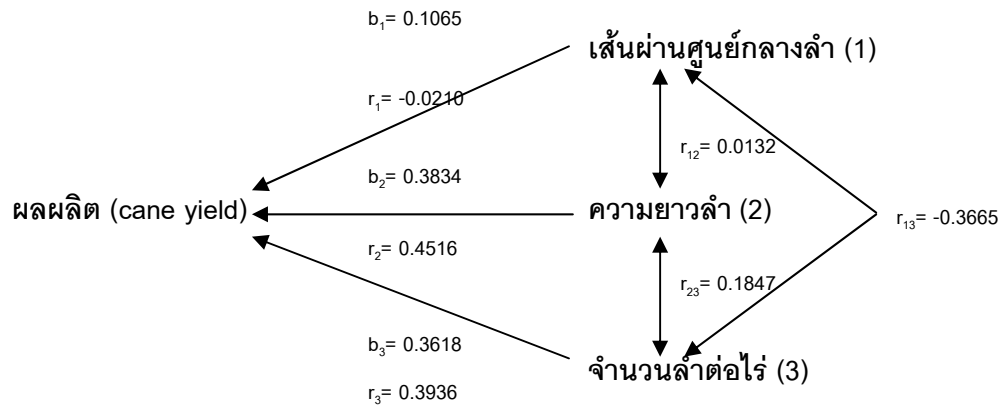 b₁= 0.1065
เส้นผ่านศูนย์กลางลำ (1)
r₁= -0.0210
r₁₂= 0.0132
b₂= 0.3834
ผลผลิต (cane yield)
ความยาวลำ (2)
r₁₃= -0.3665
r₂= 0.4516
r₂₃= 0.1847
b₃= 0.3618
จำนวนลำต่อไร่ (3)
r₃= 0.3936